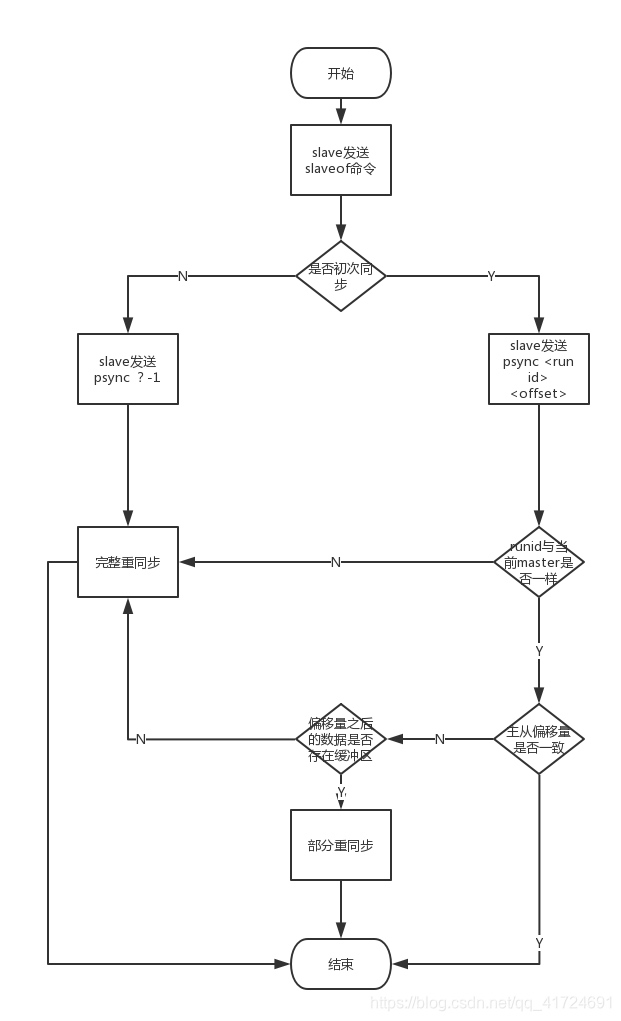 开始
slave发送
slaveof命令
是否初次同
步
N
Y
slave发送
psync ? -1
slave发送
psync <run
id>
<offset>
完整重同步
N
runid与当
前master是
否一样
Y
N
偏移量之后
的数据是否
存在缓冲区
N
主从偏移量
是否一致
Y
部分重同步
Y
结束
https://blog.csdn.net/qq_41724691